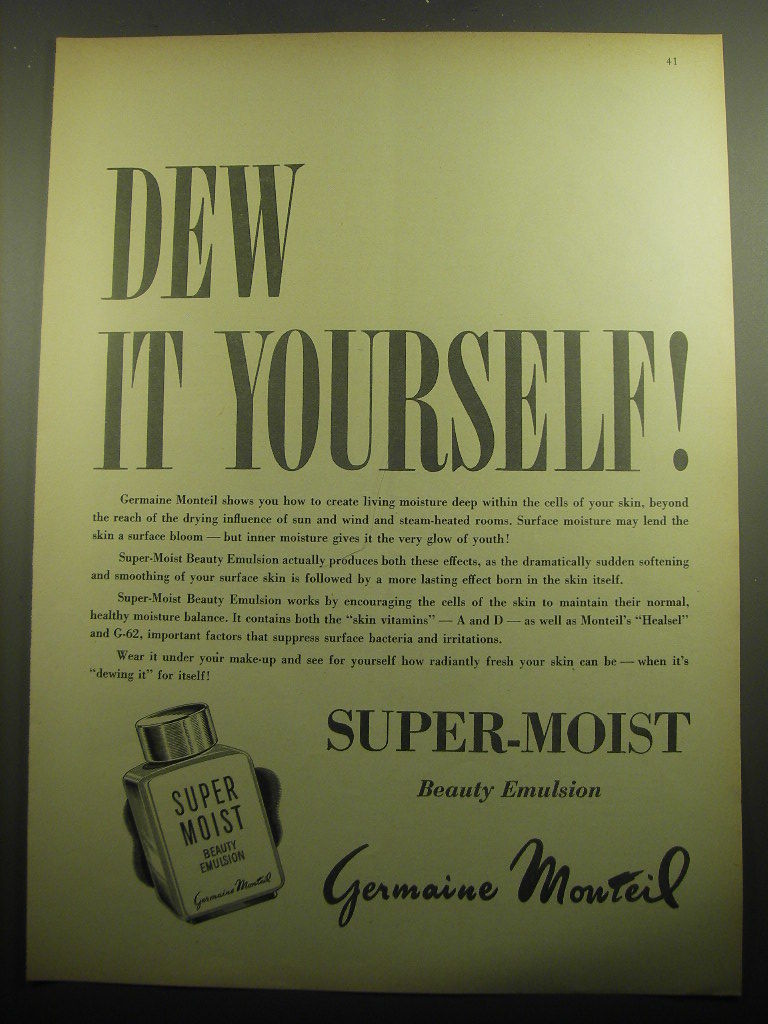 41
DEW
IT YOURSELF!
Germaine Monteil shows you how to create living moisture deep within the cells of your skin, beyond
the reach of the drying influence of sun and wind and steam-heated rooms. Surface moisture may lend the
skin a surface bloom — but inner moisture gives it the very glow of youth!
Super-Moist Beauty Emulsion actually produces both these effects, as the dramatically sudden softening
and smoothing of your surface skin is followed by a more lasting effect born in the skin itself.
Super-Moist Beauty Emulsion works by encouraging the cells of the skin to maintain their normal,
healthy moisture balance. It contains both the "skin vitamins" — A and D — as well as Monteil's "Healsel"
and G-62, important factors that suppress surface bacteria and irritations.
Wear it under your make-up and see for yourself how radiantly fresh your skin can be — when it's
"dewing it" for itself!
SUPER-MOIST
Beauty Emulsion
Germaine Monteil
SUPER
MOIST
BEAUTY
EMULSION
Germaine Monteil